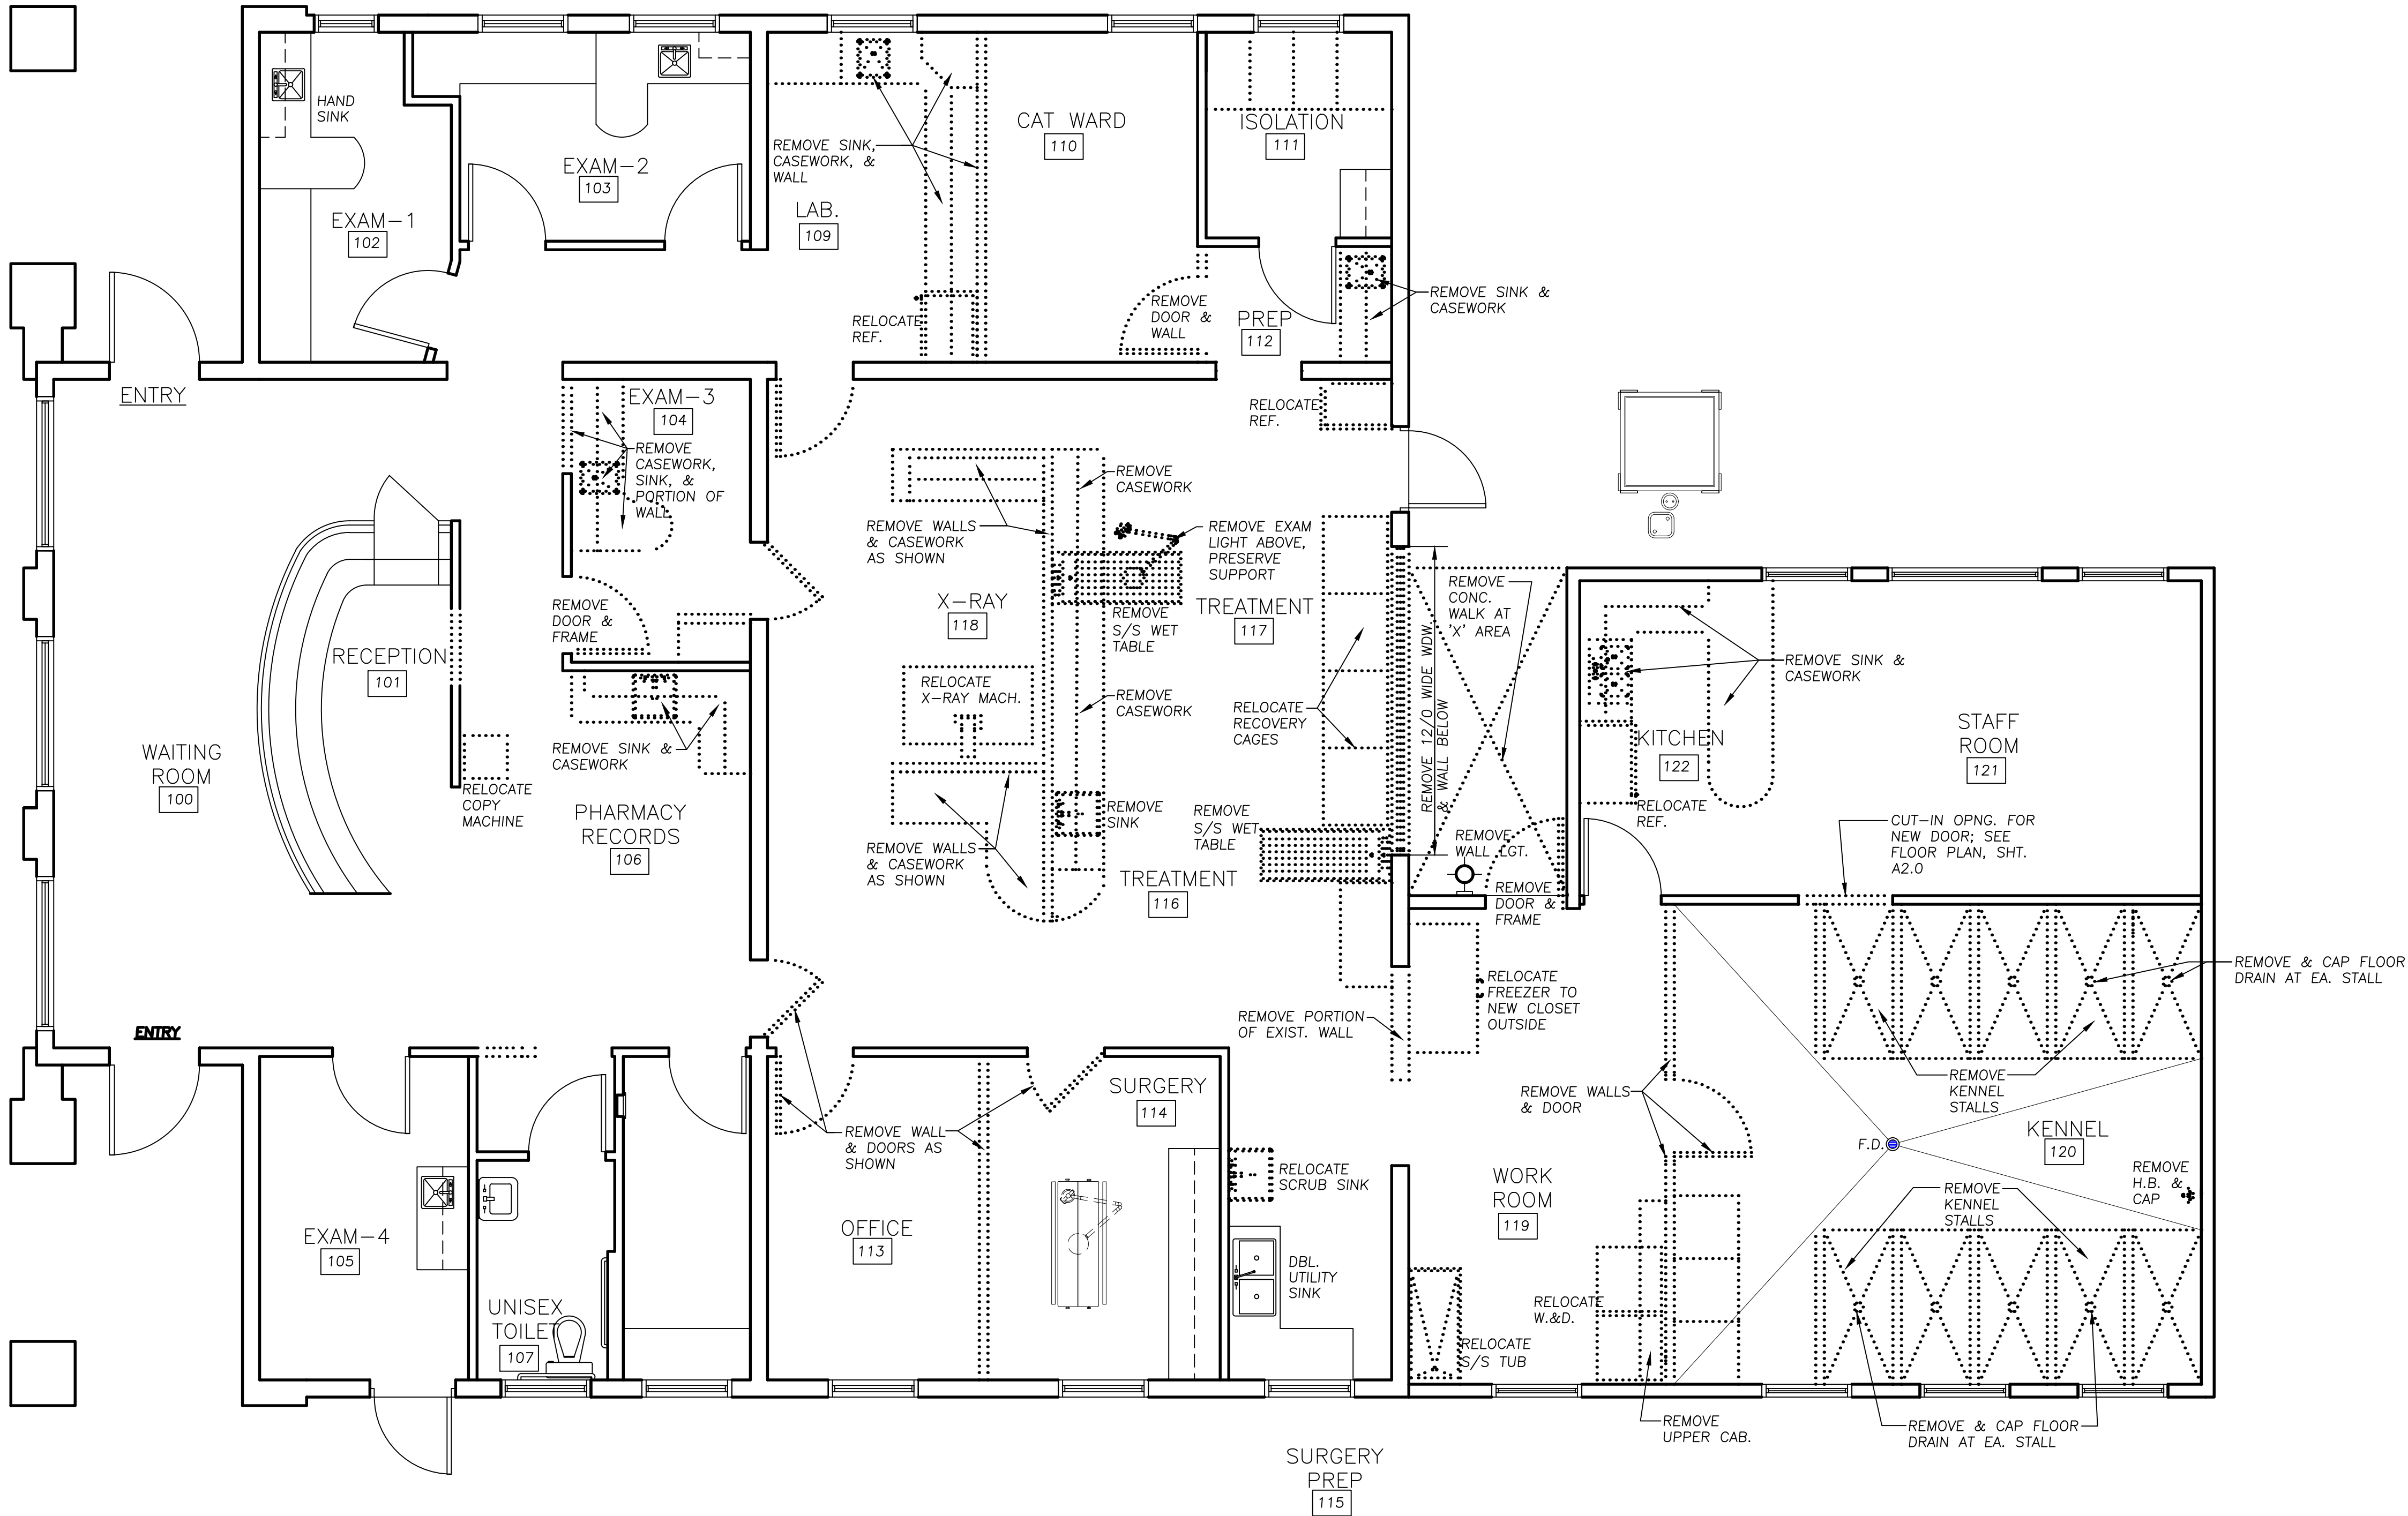 HAND
SINK
EXAM-1
102
EXAM-2
103
REMOVE SINK,
CASEWORK, &
WALL
LAB.
109
CAT WARD
110
ISOLATION
111
RELOCATE
REF.
REMOVE
DOOR &
WALL
PREP
112
REMOVE SINK &
CASEWORK
ENTRY
EXAM-3
104
REMOVE
CASEWORK,
SINK, &
PORTION OF
WALL
RELOCATE
REF.
REMOVE
CASEWORK
REMOVE WALLS
& CASEWORK
AS SHOWN
REMOVE EXAM
LIGHT ABOVE,
PRESERVE
SUPPORT
X-RAY
118
REMOVE
S/S WET
TABLE
TREATMENT
117
REMOVE
CONC.
WALK AT
'X' AREA
REMOVE 12/0 WIDE WDW.
& WALL BELOW
REMOVE
DOOR &
FRAME
RECEPTION
101
RELOCATE
X-RAY MACH.
REMOVE
CASEWORK
RELOCATE
RECOVERY
CAGES
REMOVE SINK &
CASEWORK
KITCHEN
122
STAFF
ROOM
121
WAITING
ROOM
100
REMOVE SINK &
CASEWORK
RELOCATE
COPY
MACHINE
PHARMACY
RECORDS
106
REMOVE WALLS
& CASEWORK
AS SHOWN
REMOVE
SINK
REMOVE
S/S WET
TABLE
REMOVE
WALL LGT.
RELOCATE
REF.
CUT-IN OPNG. FOR
NEW DOOR; SEE
FLOOR PLAN, SHT.
A2.0
TREATMENT
116
REMOVE
DOOR &
FRAME
RELOCATE
FREEZER TO
NEW CLOSET
OUTSIDE
REMOVE PORTION
OF EXIST. WALL
REMOVE & CAP FLOOR
DRAIN AT EA. STALL
ENTRY
REMOVE WALL
& DOORS AS
SHOWN
SURGERY
114
REMOVE WALLS
& DOOR
REMOVE
KENNEL
STALLS
F.D.
KENNEL
120
REMOVE
H.B. &
CAP
RELOCATE
SCRUB SINK
WORK
ROOM
119
REMOVE
KENNEL
STALLS
EXAM-4
105
OFFICE
113
DBL.
UTILITY
SINK
UNISEX
TOILET
107
RELOCATE
W.&D.
RELOCATE
S/S TUB
REMOVE
UPPER CAB.
REMOVE & CAP FLOOR
DRAIN AT EA. STALL
SURGERY
PREP
115